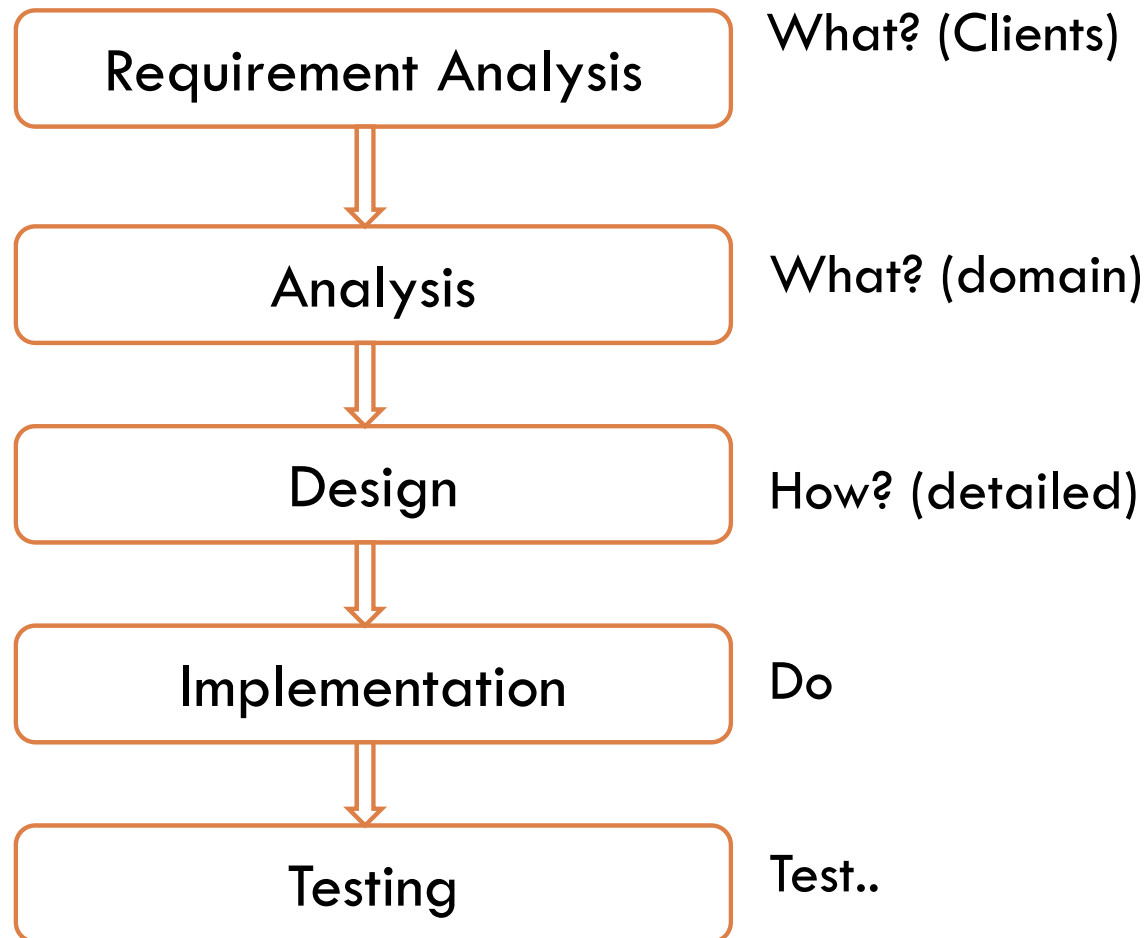 Requirement Analysis
What? (Clients)
Analysis
What? (domain)
Design
How? (detailed)
Implementation
Do
Testing
Test..